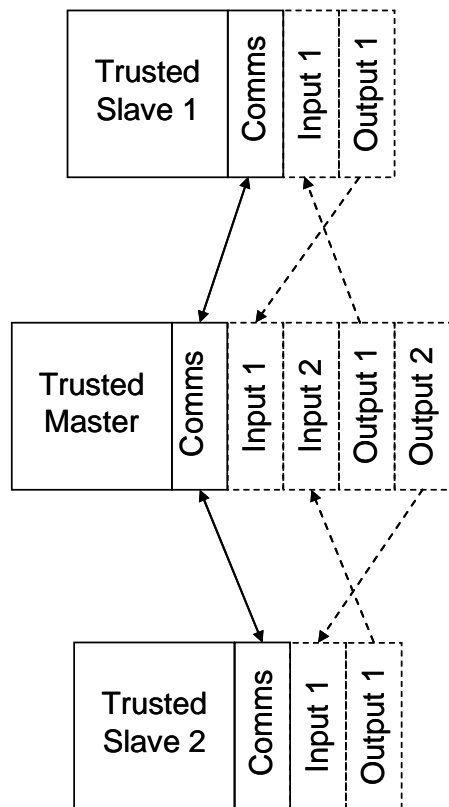 Trusted
Slave 1
Comms
Input 1
Output 1
Trusted
Master
Comms
Input 1
Input 2
Output 1
Output 2
Trusted
Slave 2
Comms
Input 1
Output 1